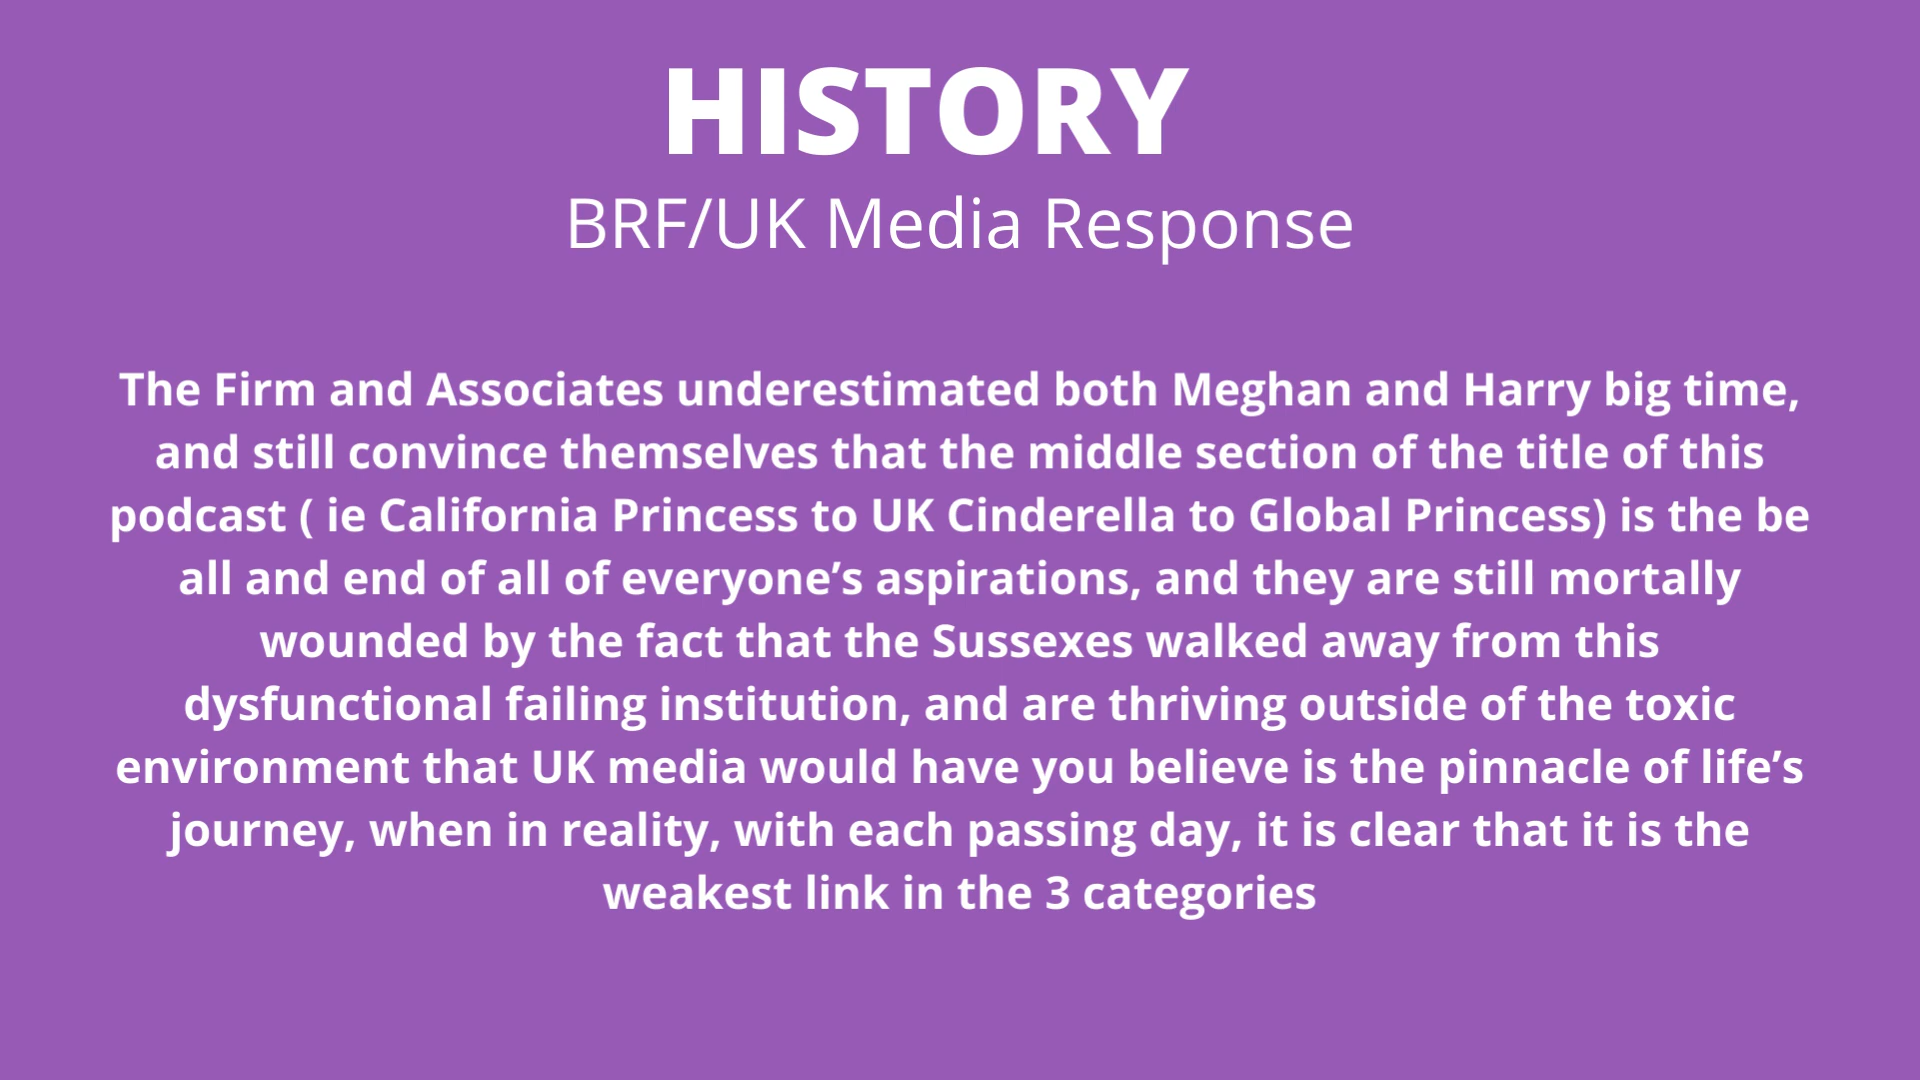 HISTORY
BRF/UK Media Response
The Firm and Associates underestimated both Meghan and Harry big time,
and still convince themselves that the middle section of the title of this
podcast ( ie California Princess to UK Cinderella to Global Princess) is the be
all and end of all of everyone’s aspirations, and they are still mortally
wounded by the fact that the Sussexes walked away from this
dysfunctional failing institution, and are thriving outside of the toxic
environment that UK media would have you believe is the pinnacle of life’s
journey, when in reality, with each passing day, it is clear that it is the
weakest link in the 3 categories